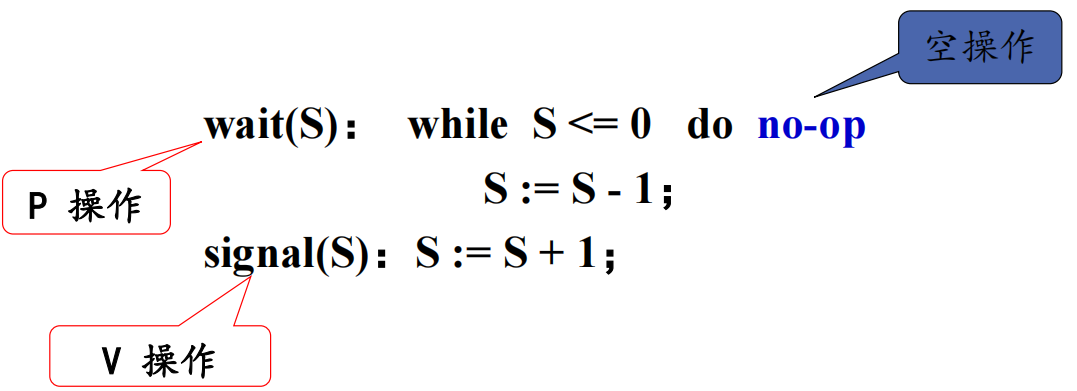 空操作
wait(S)： while S <= 0 do no-op
P 操作
S := S - 1；
signal(S)：S := S + 1；
V 操作